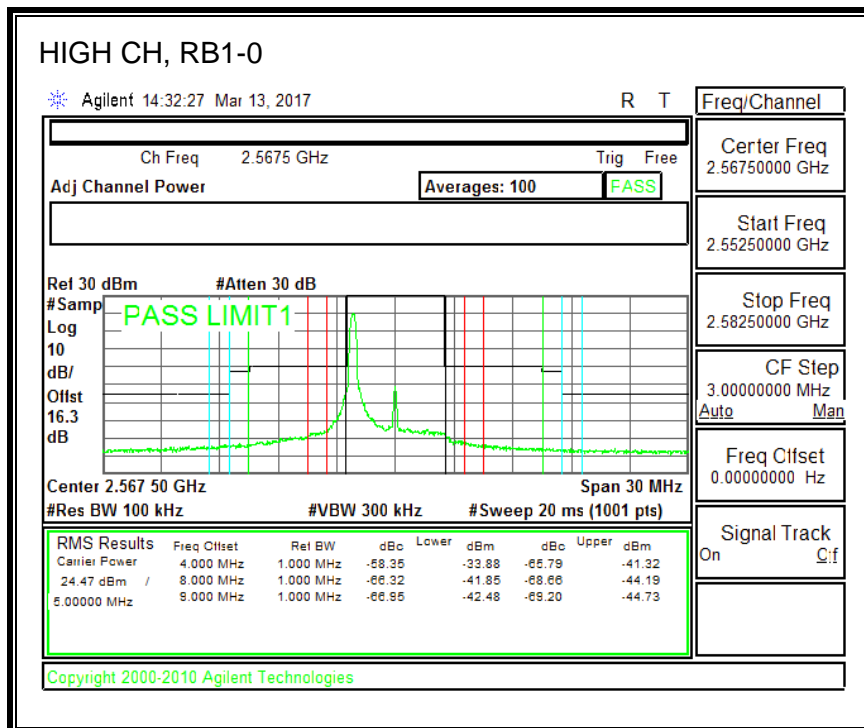 HIGH CH, RB1-0
Agilent 14:32:27 Mar 13, 2017 R T
Freq/Channel
Ch Freq 2.5675 GHz Trig Free
Adj Channel Power Averages: 100 PASS
Center Freq
2.56750000 GHz
Start Freq
2.55250000 GHz
Stop Freq
2.58250000 GHz
CF Step
3.00000000 MHz
Auto Man
Freq Offset
0.00000000 Hz
Signal Track
On Off
Ref 30 dBm #Atten 30 dB
#Samp
Log
10
dB/
Offst
16.3
dB
PASS LIMIT1
Center 2.567 50 GHz Span 30 MHz
#Res BW 100 kHz #VBW 300 kHz #Sweep 20 ms (1001 pts)
RMS Results Freq Offset Ref BW dBc Lower dBm dBc Upper dBm
Carrier Power 4.000 MHz 1.000 MHz -58.35 -33.88 -65.79 -41.32
24.47 dBm / 8.000 MHz 1.000 MHz -66.32 -41.85 -68.66 -44.19
5.00000 MHz 9.000 MHz 1.000 MHz -66.95 -42.48 -69.20 -44.73
Copyright 2000-2010 Agilent Technologies